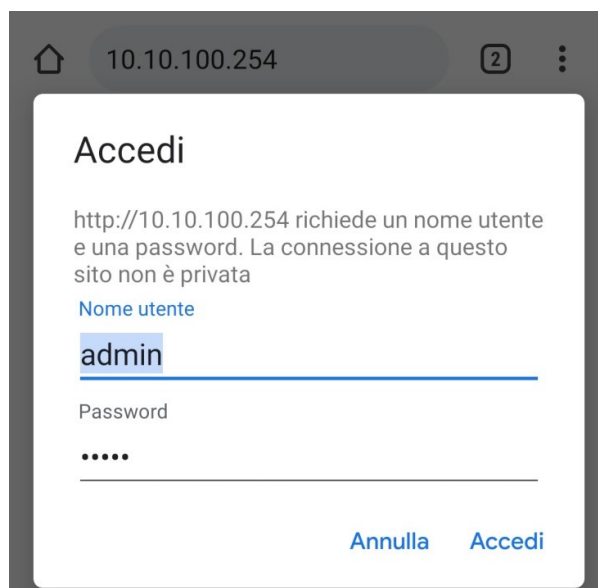 10.10.100.254
2
Accedi
http://10.10.100.254 richiede un nome utente
e una password. La connessione a questo
sito non è privata
Nome utente
admin
Password
•••••
Annulla Accedi